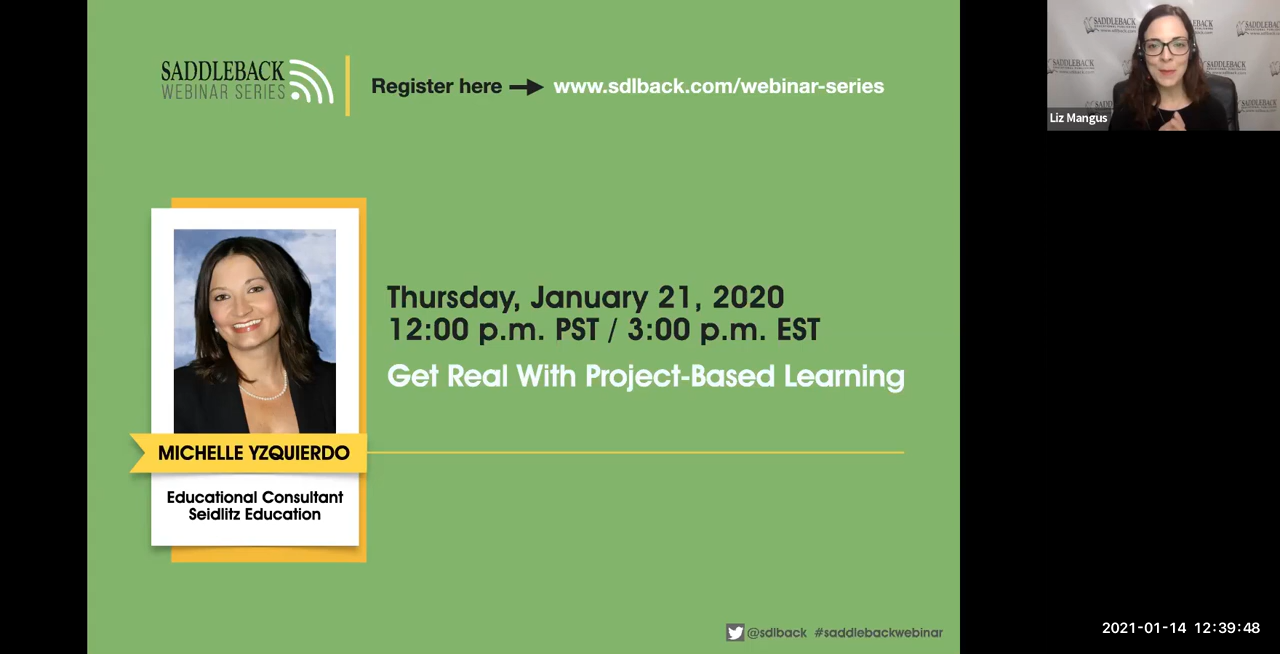 SADDLEBACK
WEBINAR SERIES
Register here
www.sdlback.com/webinar-series
Thursday, January 21, 2020
12:00 p.m. PST / 3:00 p.m. EST
Get Real With Project-Based Learning
MICHELLE YZQUIERDO
Educational Consultant
Seidlitz Education
@sdlback #saddlebackwebinar
SADDLEBACK
Liz Mangus
2021-01-14 12:39:48